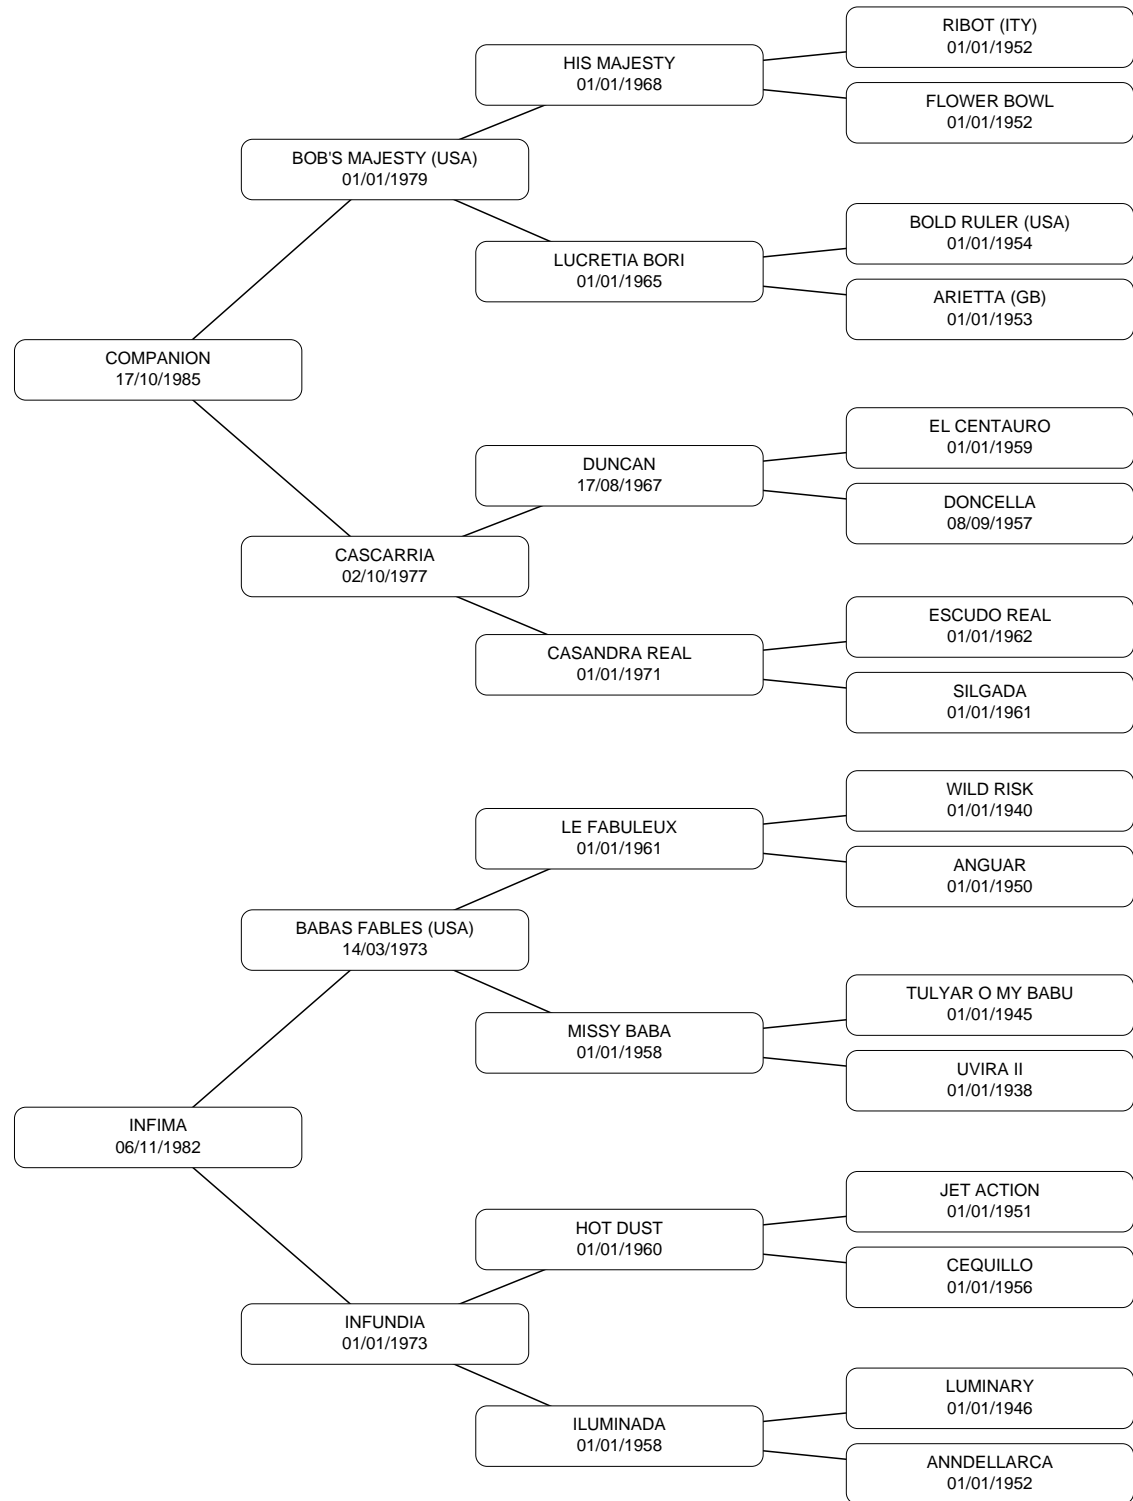 RIBOT (ITY)
01/01/1952
HIS MAJESTY
01/01/1968
FLOWER BOWL
01/01/1952
BOB'S MAJESTY (USA)
01/01/1979
BOLD RULER (USA)
01/01/1954
LUCRETIA BORI
01/01/1965
ARIETTA (GB)
01/01/1953
COMPANION
17/10/1985
EL CENTAURO
01/01/1959
DUNCAN
17/08/1967
DONCELLA
08/09/1957
CASCARRIA
02/10/1977
ESCUDO REAL
01/01/1962
CASANDRA REAL
01/01/1971
SILGADA
01/01/1961
WILD RISK
01/01/1940
LE FABULEUX
01/01/1961
ANGUAR
01/01/1950
BABAS FABLES (USA)
14/03/1973
TULYAR O MY BABU
01/01/1945
MISSY BABA
01/01/1958
UVIRA II
01/01/1938
INFIMA
06/11/1982
JET ACTION
01/01/1951
HOT DUST
01/01/1960
CEQUILLO
01/01/1956
INFUNDIA
01/01/1973
LUMINARY
01/01/1946
ILUMINADA
01/01/1958
ANNDELLARCA
01/01/1952